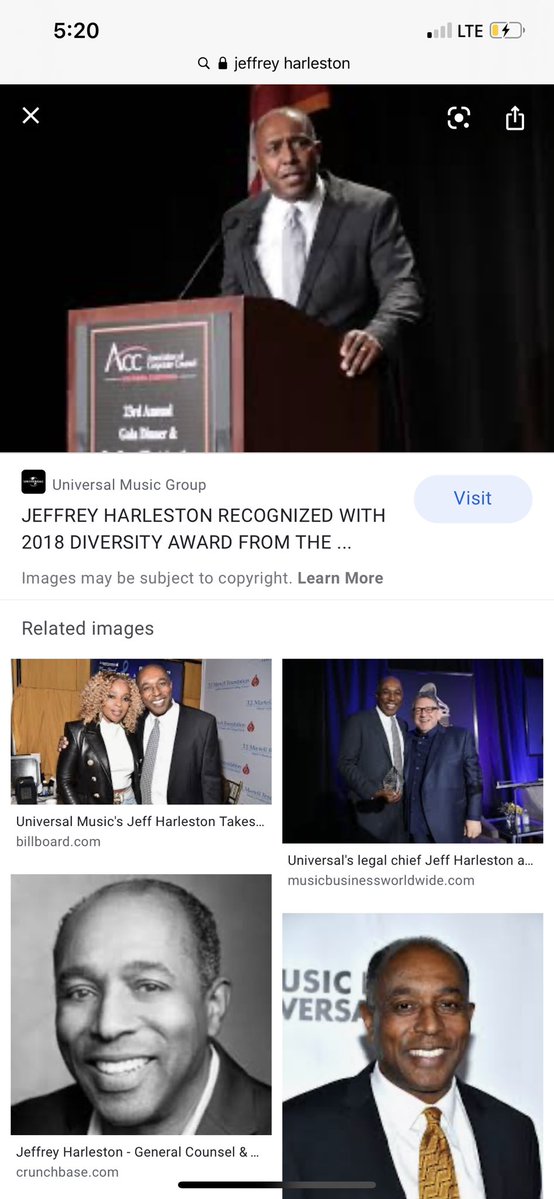 5:20
LTE
jeffrey harleston
ACC Association of
Corporate Counsel
23rd Annual
Gala Dinner &
Universal Music Group
Visit
JEFFREY HARLESTON RECOGNIZED WITH
2018 DIVERSITY AWARD FROM THE ...
Images may be subject to copyright. Learn More
Related images
Universal Music's Jeff Harleston Takes...
billboard.com
Universal's legal chief Jeff Harleston a...
musicbusinessworldwide.com
USIC
VERSA
Jeffrey Harleston - General Counsel & ...
crunchbase.com